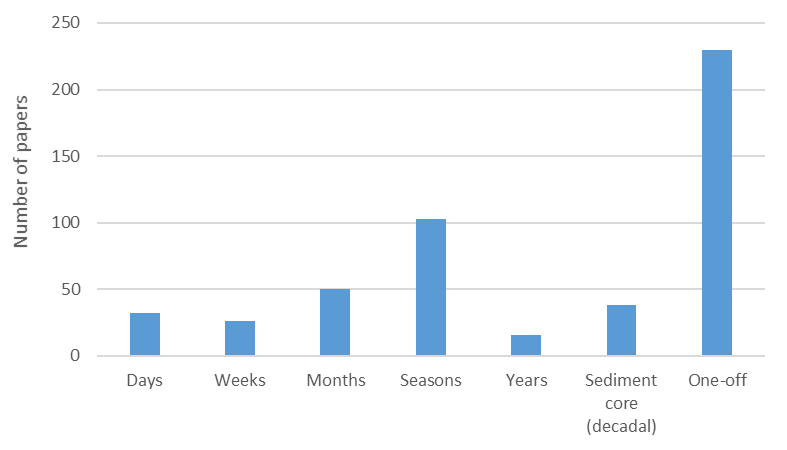 250
200
150
100
50
0
Number of papers
Days
Weeks
Months
Seasons
Years
Sediment
core
(decadal)
One-off